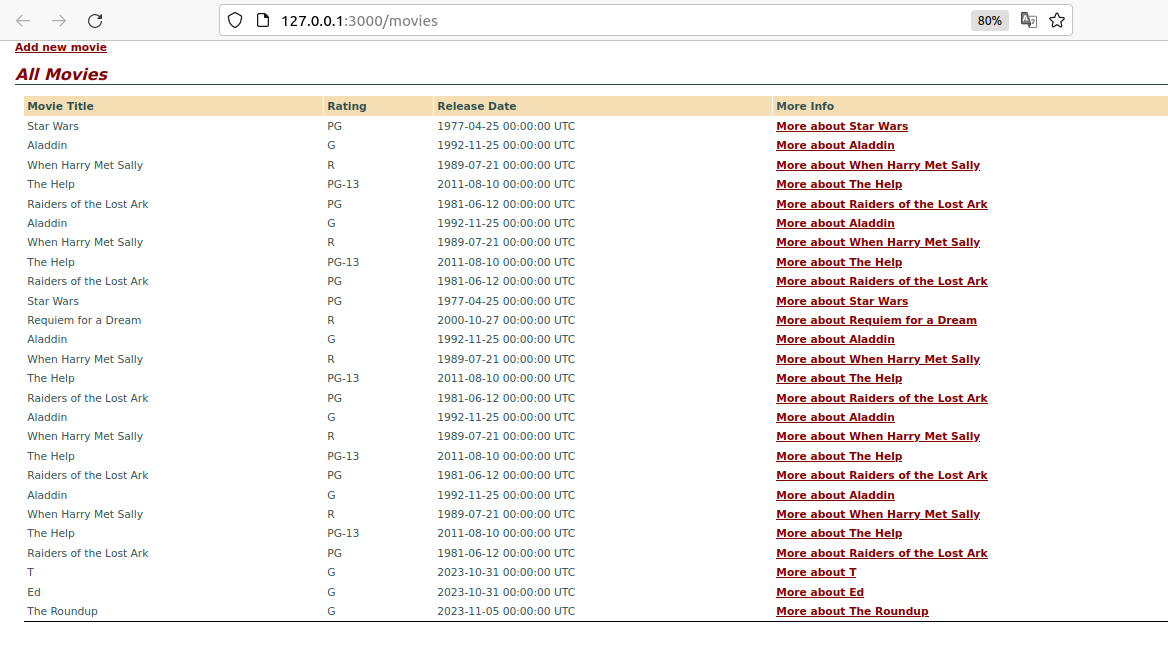 127.0.0.1:3000/movies 80%
Add new movie
All Movies
Movie Title Rating Release Date More Info
Star Wars PG 1977-04-25 00:00:00 UTC More about Star Wars
Aladdin G 1992-11-25 00:00:00 UTC More about Aladdin
When Harry Met Sally R 1989-07-21 00:00:00 UTC More about When Harry Met Sally
The Help PG-13 2011-08-10 00:00:00 UTC More about The Help
Raiders of the Lost Ark PG 1981-06-12 00:00:00 UTC More about Raiders of the Lost Ark
Aladdin G 1992-11-25 00:00:00 UTC More about Aladdin
When Harry Met Sally R 1989-07-21 00:00:00 UTC More about When Harry Met Sally
The Help PG-13 2011-08-10 00:00:00 UTC More about The Help
Raiders of the Lost Ark PG 1981-06-12 00:00:00 UTC More about Raiders of the Lost Ark
Star Wars PG 1977-04-25 00:00:00 UTC More about Star Wars
Requiem for a Dream R 2000-10-27 00:00:00 UTC More about Requiem for a Dream
Aladdin G 1992-11-25 00:00:00 UTC More about Aladdin
When Harry Met Sally R 1989-07-21 00:00:00 UTC More about When Harry Met Sally
The Help PG-13 2011-08-10 00:00:00 UTC More about The Help
Raiders of the Lost Ark PG 1981-06-12 00:00:00 UTC More about Raiders of the Lost Ark
Aladdin G 1992-11-25 00:00:00 UTC More about Aladdin
When Harry Met Sally R 1989-07-21 00:00:00 UTC More about When Harry Met Sally
The Help PG-13 2011-08-10 00:00:00 UTC More about The Help
Raiders of the Lost Ark PG 1981-06-12 00:00:00 UTC More about Raiders of the Lost Ark
Aladdin G 1992-11-25 00:00:00 UTC More about Aladdin
When Harry Met Sally R 1989-07-21 00:00:00 UTC More about When Harry Met Sally
The Help PG-13 2011-08-10 00:00:00 UTC More about The Help
Raiders of the Lost Ark PG 1981-06-12 00:00:00 UTC More about Raiders of the Lost Ark
T G 2023-10-31 00:00:00 UTC More about T
Ed G 2023-10-31 00:00:00 UTC More about Ed
The Roundup G 2023-11-05 00:00:00 UTC More about The Roundup